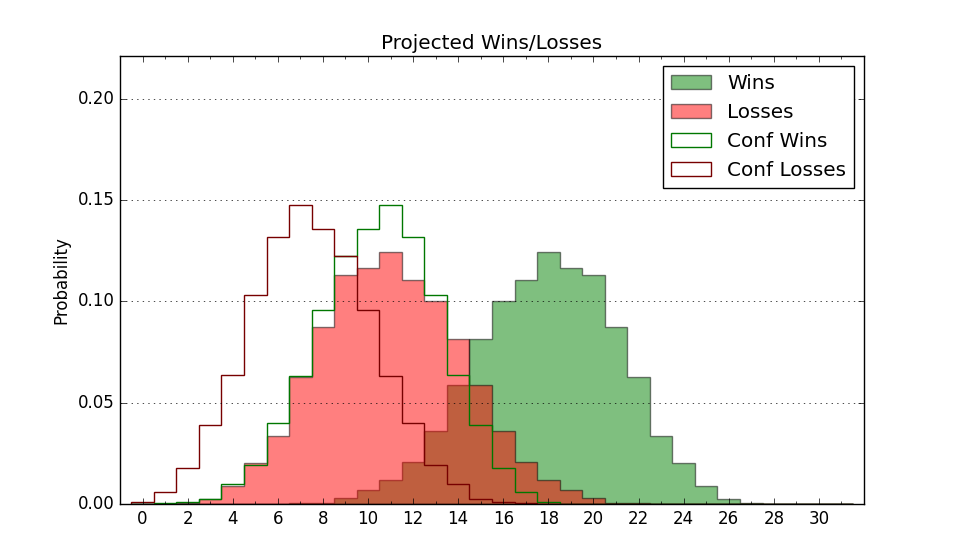 Projected Wins/Losses
Wins
Losses
Conf Wins
Conf Losses
Probability
0.20
0.15
0.10
0.05
0.00
0 2 4 6 8 10 12 14 16 18 20 22 24 26 28 30